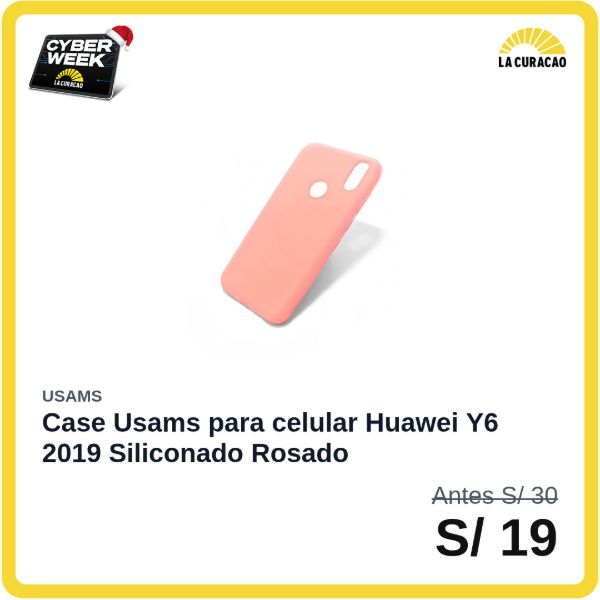 CYBER
WEEK
LA CURACAO
LA CURACAO
USAMS
Case Usams para celular Huawei Y6
2019 Siliconado Rosado
Antes S/ 30
S/ 19